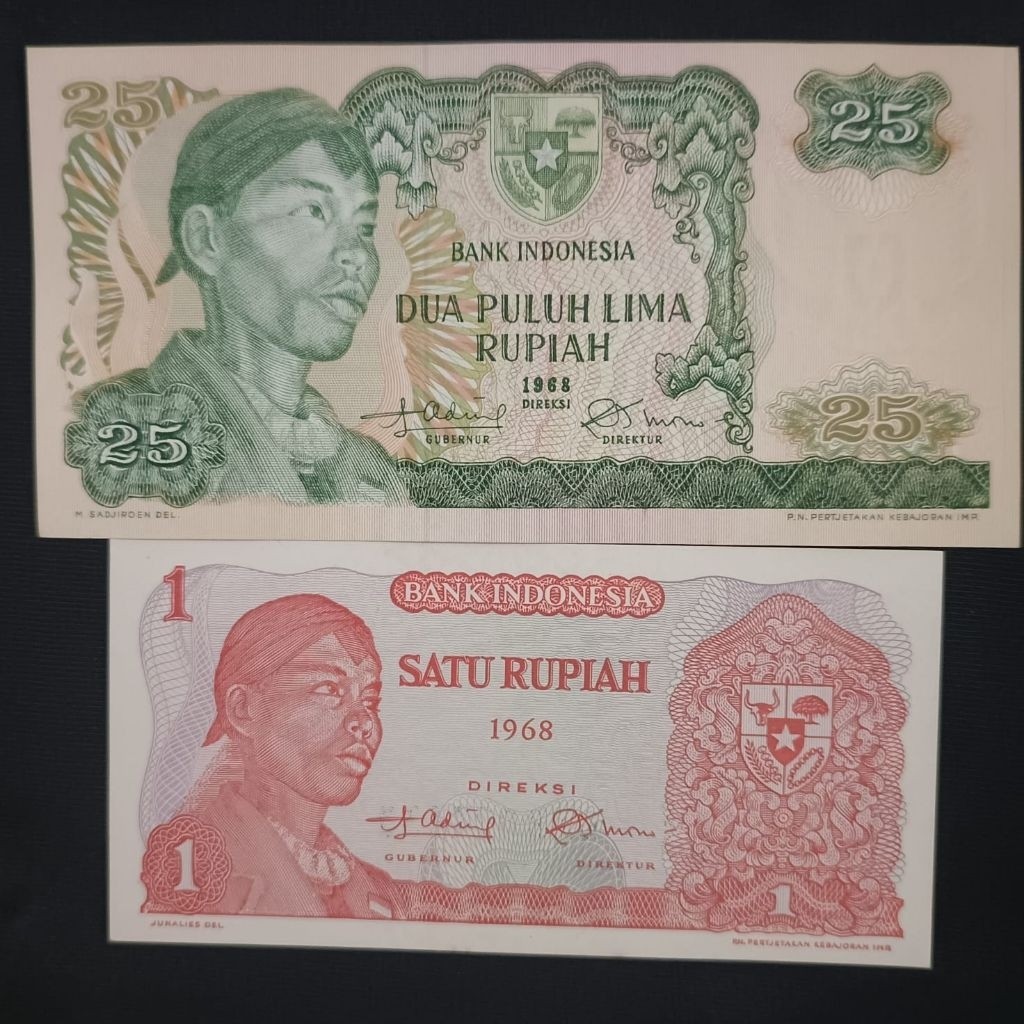 25
25
BANK INDONESIA
DUA PULUH LIMA
RUPIAH
1968
DIREKSI
GUBERNUR
DIREKTUR
25
25
M SADJIROEN DEL.
P.N. PERTJETAKAN KEBAJORAN IMP.
1
BANK INDONESIA
SATU RUPIAH
1968
DIREKSI
GUBERNUR
DIREKTUR
1
1
JUNALIES DEL
P.N. PERTJETAKAN KEBAJORAN IMP.